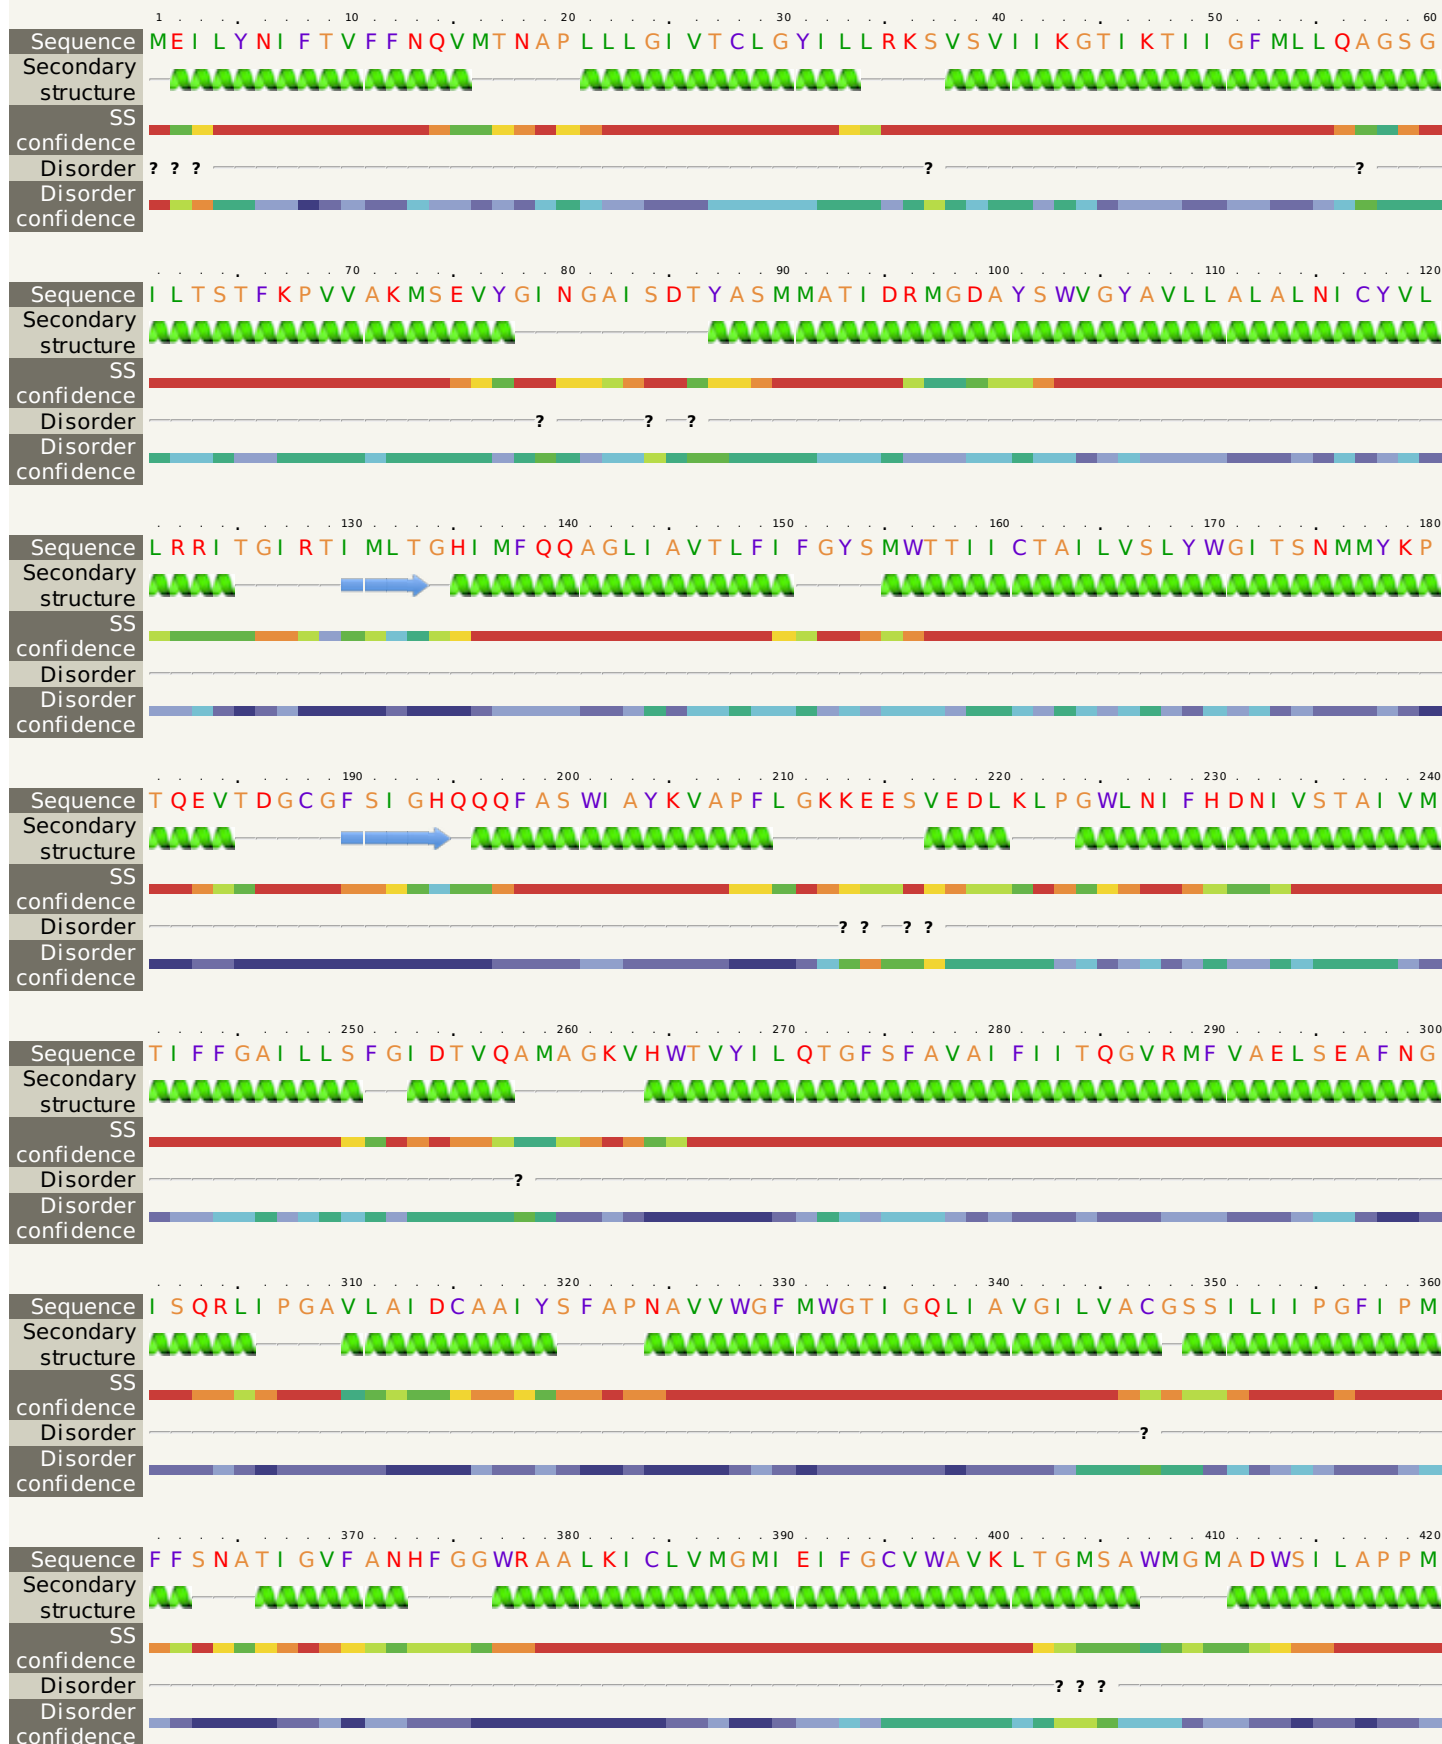 1 10 20 30 40 50 60
Sequence MEILYNIFTVFFNQVMTNAPLLLGIVTCLGYILLRKSVSVIIKGTIKTIIGFMLLQAGSG
Secondary
structure
SS
confidence
Disorder ? ? ? ? ?
Disorder
confidence
70 80 90 100 110 120
Sequence ILTSTFKPVVAKMSEVYGINGAISDTYASMMATIDRMGDAYSWVGYAVLLALALNICYVL
Secondary
structure
SS
confidence
Disorder ? ? ?
Disorder
confidence
130 140 150 160 170 180
Sequence LRRITGIRTIMLTGHIMFQQAGLIAVTLFIFGYSMWTTIICTAILVSLYWGITSNMMYKP
Secondary
structure
SS
confidence
Disorder
Disorder
confidence
190 200 210 220 230 240
Sequence TQEVTDGCGFSIGHQQQFASWIAYKVAPFLGKKEESVEDLKLPGWLNIFHDNIVSTAIVM
Secondary
structure
SS
confidence
Disorder ? ? ? ?
Disorder
confidence
250 260 270 280 290 300
Sequence TIFFGAILLSFGIDTVQAMAGKVHWTVYILQTGFSFAVAIFIITQGVRMFVAELSEAFNG
Secondary
structure
SS
confidence
Disorder ?
Disorder
confidence
310 320 330 340 350 360
Sequence ISQRLIPGAVLAIDCAAIYSFAPNAVVWGFMWGTIGQLIAVGILVACGSSILIIPGFIPM
Secondary
structure
SS
confidence
Disorder ?
Disorder
confidence
370 380 390 400 410 420
Sequence FFSNATIGVFANHFGGWRAALKICLVMGMIEIFGCVWAVKLTGMSAWMGMADWSILAPPM
Secondary
structure
SS
confidence
Disorder ? ? ?
Disorder
confidence